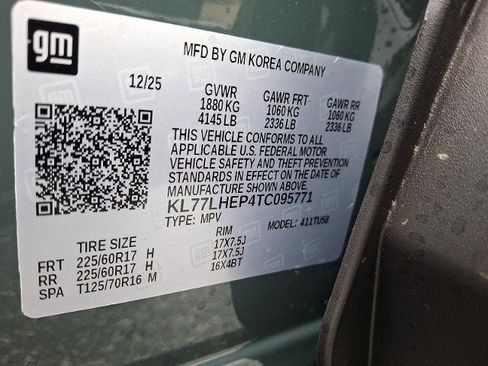 gm
MFD BY GM KOREA COMPANY
12/25 GVWR GAWR FRT GAWR RR
1880 KG 1060 KG 1060 KG
4145 LB 2336 LB 2336 LB
THIS VEHICLE CONFORMS TO ALL
APPLICABLE U.S. FEDERAL MOTOR
VEHICLE SAFETY AND THEFT PREVENTION
STANDARDS IN EFFECT ON THE DATE OF
MANUFACTURE SHOWN ABOVE.
KL77LHEP4TC095771
TYPE: MPV MODEL: 411TU58
TIRE SIZE RIM
FRT 225/60R17 H 17X7.5J
RR 225/60R17 H 17X7.5J
SPA T125/70R16 M 16X4BT